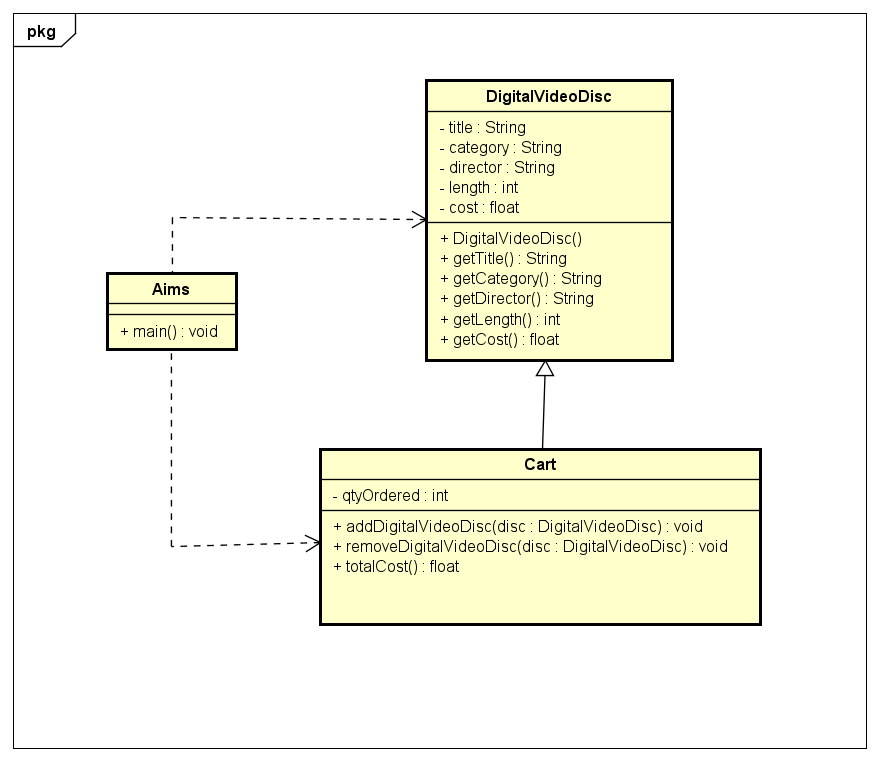 pkg
DigitalVideoDisc
- title : String
- category : String
- director : String
- length : int
- cost : float
+ DigitalVideoDisc()
+ getTitle() : String
+ getCategory() : String
+ getDirector() : String
+ getLength() : int
+ getCost() : float
Aims
+ main() : void
Cart
- qtyOrdered : int
+ addDigitalVideoDisc(disc : DigitalVideoDisc) : void
+ removeDigitalVideoDisc(disc : DigitalVideoDisc) : void
+ totalCost() : float